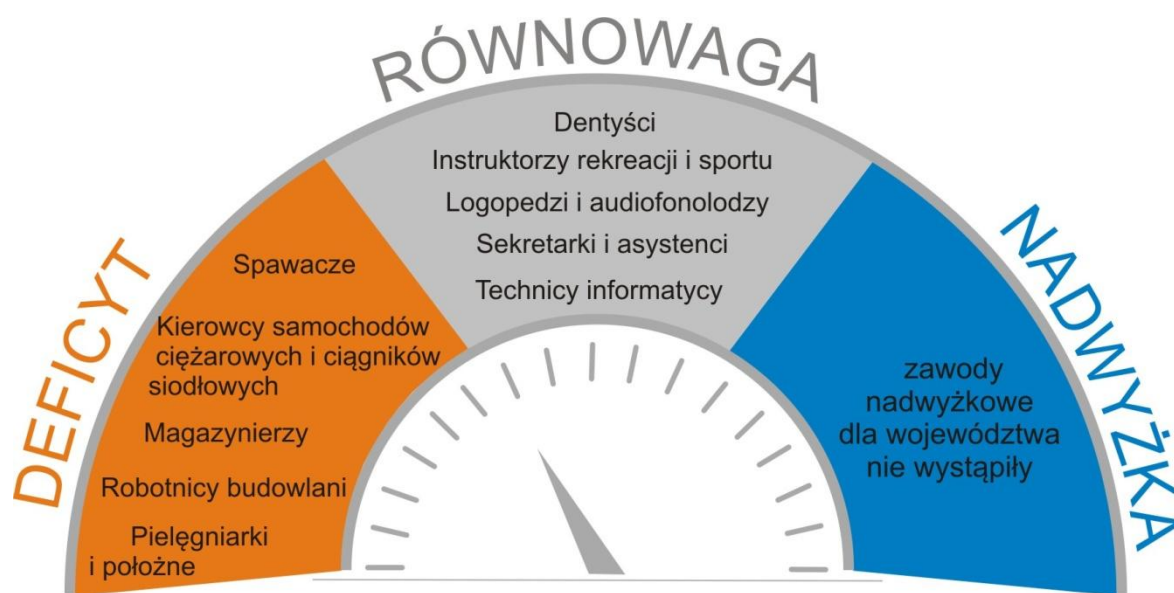 RÓWNOWAGA
Dentyści
Instruktorzy rekreacji i sportu
Logopedzi i audiofonolodzy
Sekretarki i asystenci
Technicy informatycy
DEFICYT
Spawacze
Kierowcy samochodów
ciężarowych i ciągników
siodłowych
Magazynierzy
Robotnicy budowlani
Pielęgniarki
i położne
NADWYŻKA
zawody
nadwyżkowe
dla województwa
nie wystąpiły